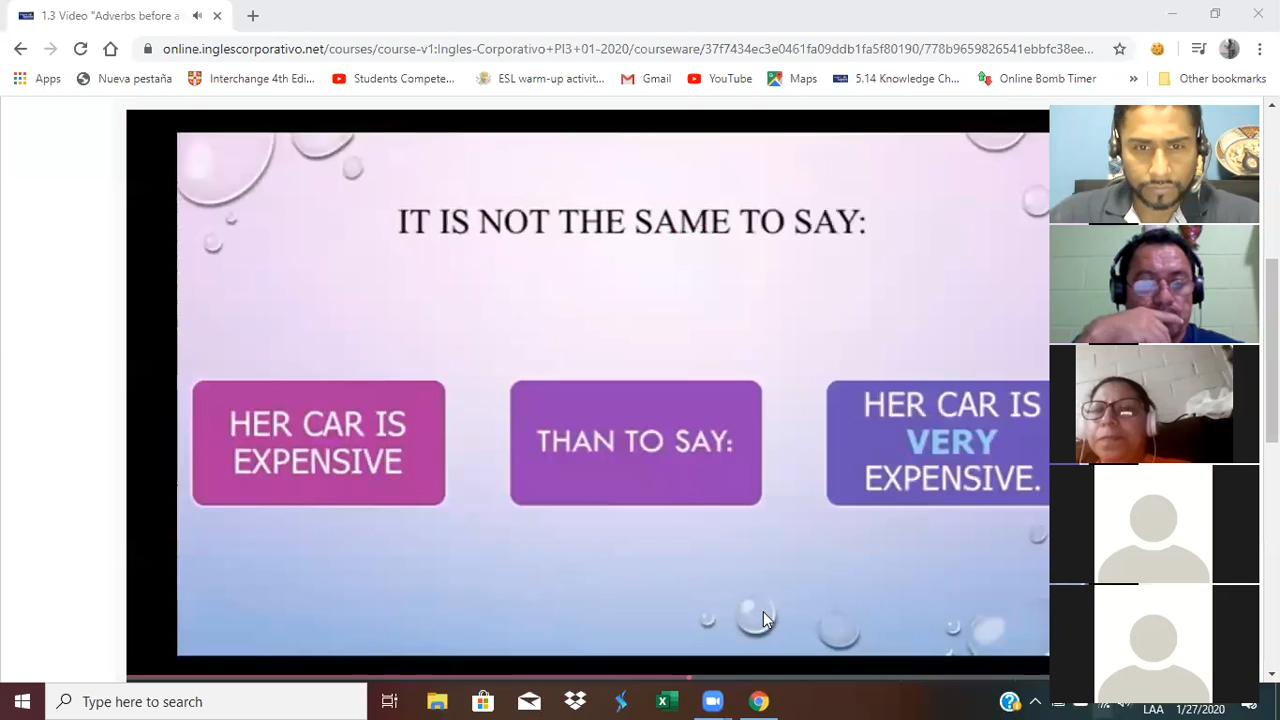 1.3 Video "Adverbs before a
online.inglescorporativo.net/courses/course-v1:Ingles-Corporativo+PI3+01-2020/courseware/37f7434ec3e0461fa09ddb1fa5f80190/778b9659826541ebbfc38ee...
Apps
Nueva pestaña
Interchange 4th Edi...
Students Compete...
ESL warm-up activit...
Gmail
YouTube
Maps
5.14 Knowledge Ch...
Online Bomb Timer
»
Other bookmarks
IT IS NOT THE SAME TO SAY:
HER CAR IS
EXPENSIVE
THAN TO SAY:
HER CAR IS
VERY
EXPENSIVE.
Type here to search
LAA
1/27/2020